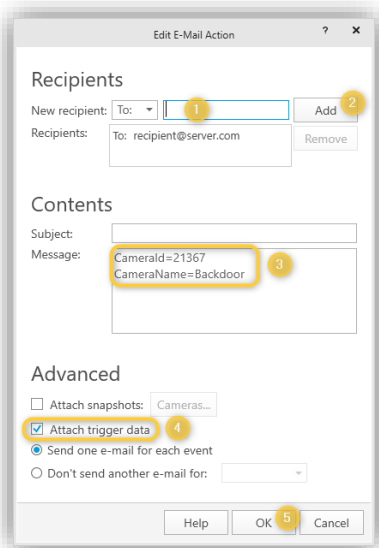 Edit E-Mail Action ? ×
Recipients
New recipient: To: 1 Add 2
Recipients: To: recipient@server.com Remove
Contents
Subject:
Message: CameraId=21367
CameraName=Backdoor 3
Advanced
Attach snapshots: Cameras...
Attach trigger data 4
Send one e-mail for each event
Don't send another e-mail for:
Help OK 5 Cancel